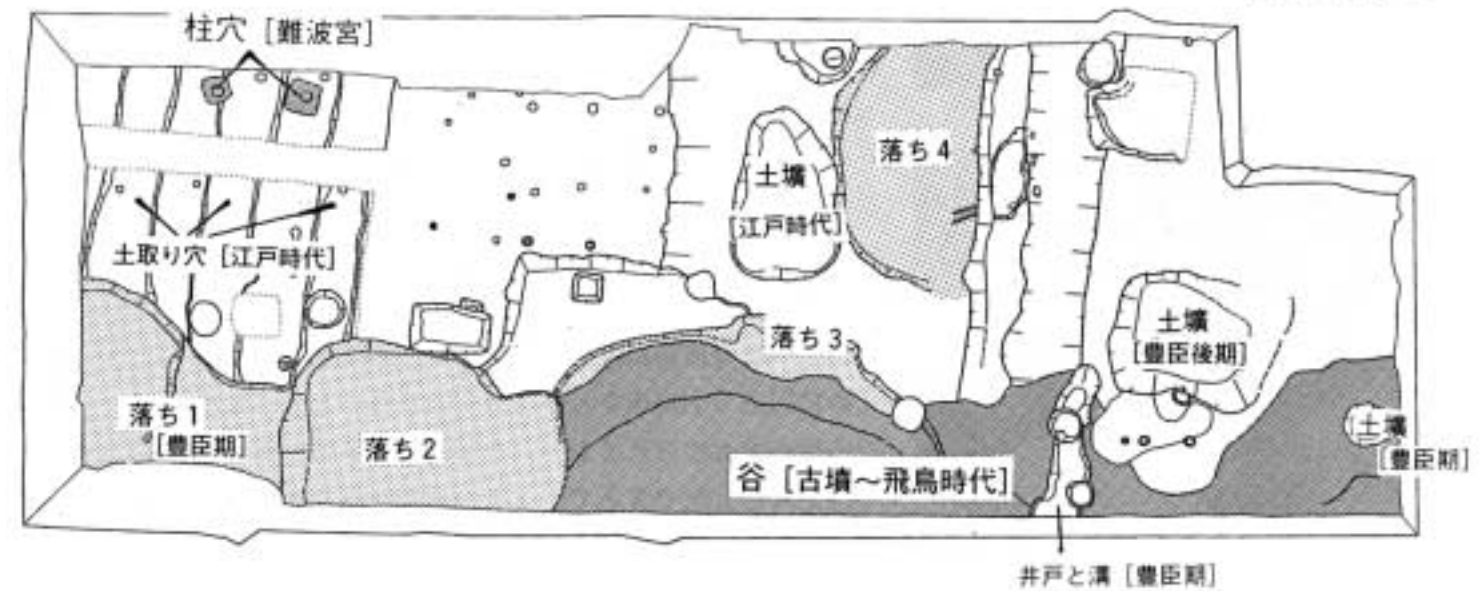 柱穴［難波宮］
落ち4
土壙
［江戸時代］
土取り穴［江戸時代］
落ち3
土壙
［豊臣後期］
落ち1
［豊臣期］
落ち2
土壙
［豊臣期］
谷［古墳～飛鳥時代］
井戸と溝［豊臣期］